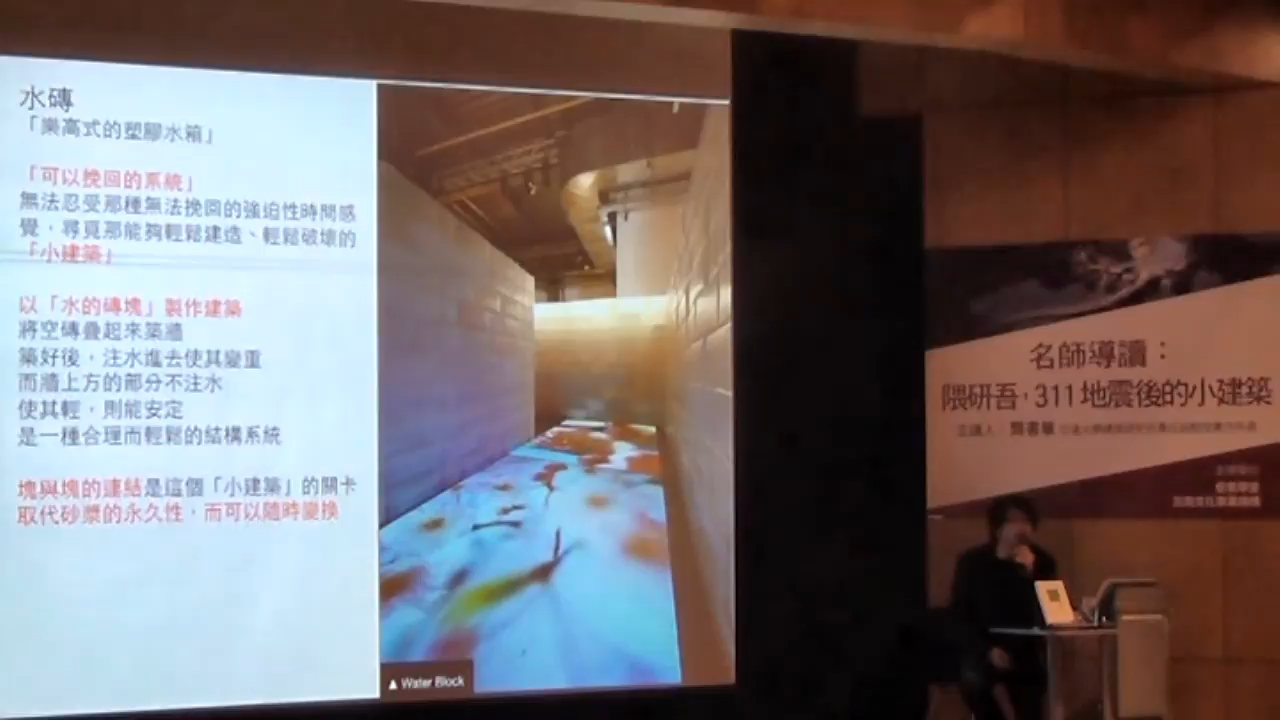 水磚
「樂高式的塑膠水箱」
「可以挽回的系統」
無法忍受那種無法挽回的強迫性時間感
覺，尋覓那能夠輕鬆建造、輕鬆破壞的
「小建築」
以「水的磚塊」製作建築
將空磚疊起來築牆
築好後，注水進去使其變重
而牆上方的部分不注水
使其輕，則能安定
是一種合理而輕鬆的結構系統
塊與塊的連結是這個「小建築」的關卡
取代砂漿的永久性，而可以隨時變換
▲ Water Block
名師導讀：
隈研吾，311地震後的小建築